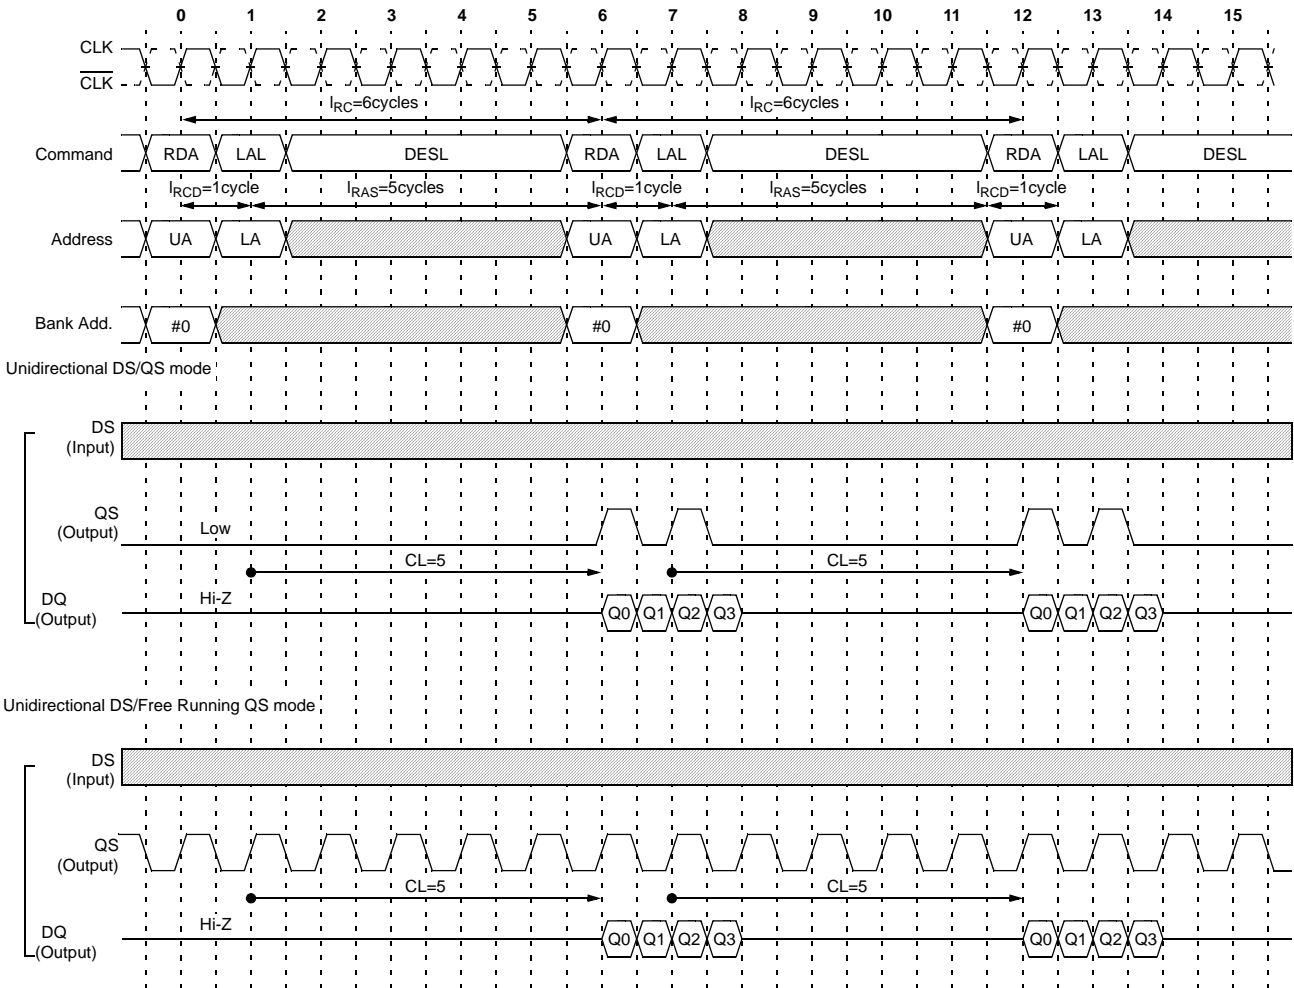 0 1 2 3 4 5 6 7 8 9 10 11 12 13 14 15
CLK
CLK
IRC=6cycles IRC=6cycles
Command RDA LAL DESL RDA LAL DESL RDA LAL DESL
IRCD=1cycle IRAS=5cycles IRCD=1cycle IRAS=5cycles IRCD=1cycle
Address UA LA UA LA UA LA
Bank Add. #0 #0 #0
Unidirectional DS/QS mode
DS
(Input)
QS
(Output) Low
CL=5 CL=5
DQ Hi-Z
(Output) Q0 Q1 Q2 Q3 Q0 Q1 Q2 Q3
Unidirectional DS/Free Running QS mode
DS
(Input)
QS
(Output)
CL=5 CL=5
DQ Hi-Z
(Output) Q0 Q1 Q2 Q3 Q0 Q1 Q2 Q3